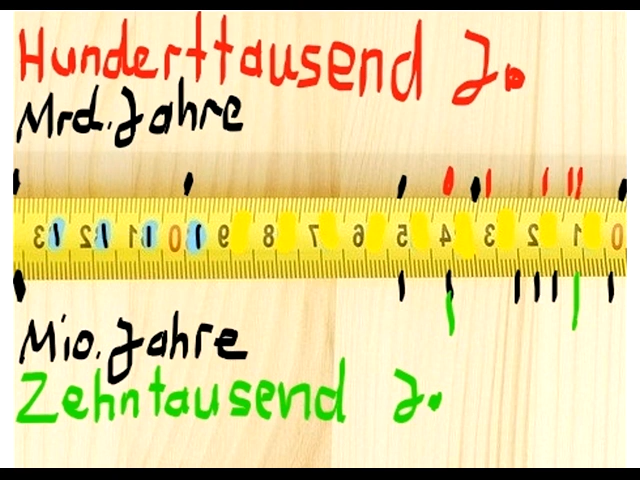 Hunderttausend J.
Mrd. Jahre
13 12 11 10 9 8 7 6 5 4 3 2 1 0
Mio. Jahre
Zehntausend J.